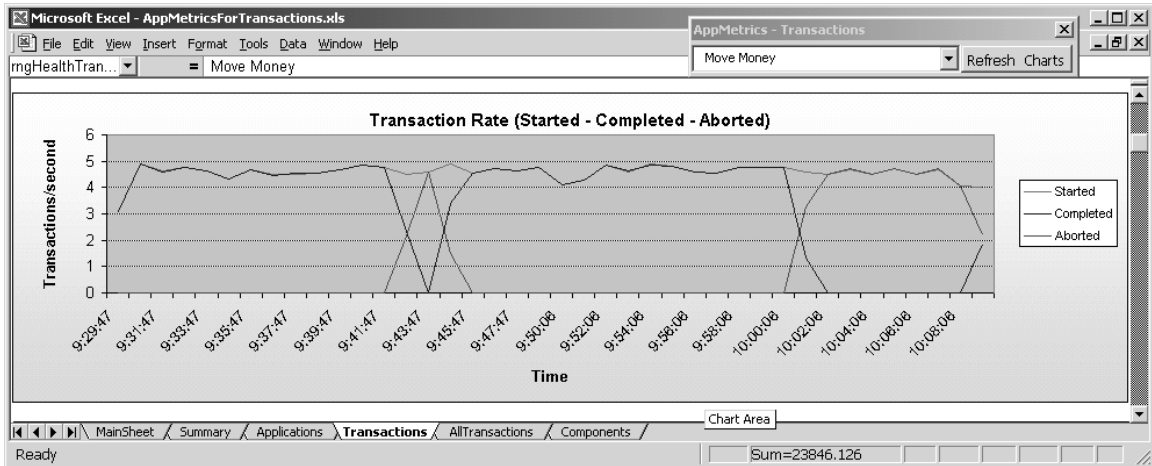 Microsoft Excel - AppMetricsForTransactions.xls
AppMetrics - Transactions
File Edit View Insert Format Tools Data Window Help
Move Money
Refresh Charts
rngHealthTran...
= Move Money
Transaction Rate (Started - Completed - Aborted)
Transactions/second
6
5
4
3
2
1
0
Started
Completed
Aborted
9:29:47 9:31:47 9:33:47 9:35:47 9:37:47 9:39:47 9:41:47 9:43:47 9:45:47 9:47:47 9:50:06 9:52:06 9:54:06 9:56:06 9:58:06 10:00:06 10:02:06 10:04:06 10:06:06 10:08:06
Time
Chart Area
MainSheet Summary Applications Transactions AllTransactions Components
Ready
Sum=23846.126